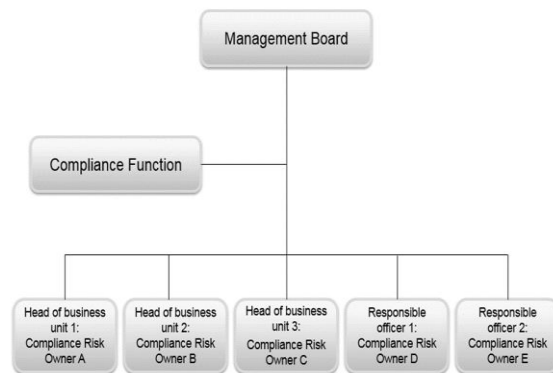 Management Board
Compliance Function
Head of business
unit 1:
Compliance Risk
Owner A
Head of business
unit 2:
Compliance Risk
Owner B
Head of business
unit 3:
Compliance Risk
Owner C
Responsible
officer 1:
Compliance Risk
Owner D
Responsible
officer 2:
Compliance Risk
Owner E